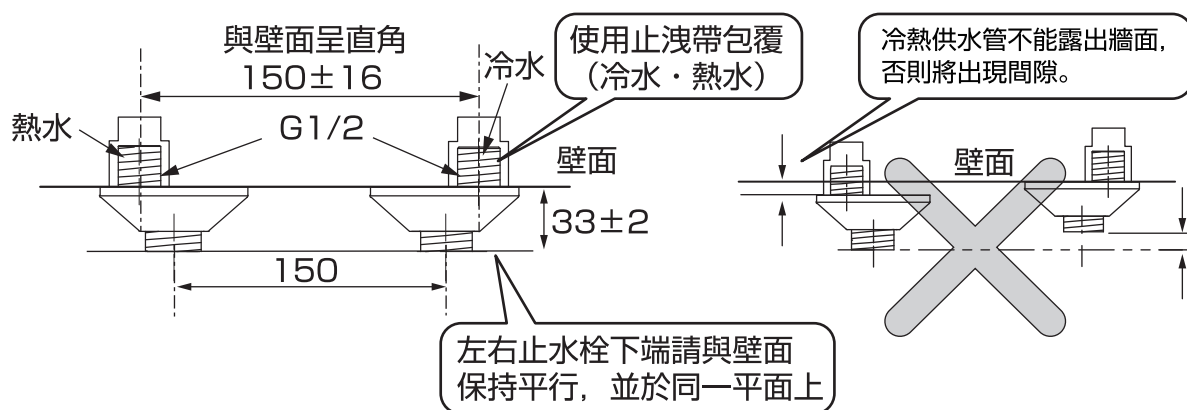 與壁面呈直角
150±16
熱水
G1/2
冷水
使用止洩帶包覆
（冷水・熱水）
壁面
33±2
150
左右止水栓下端請與壁面
保持平行，並於同一平面上
冷熱供水管不能露出牆面，
否則將出現間隙。
壁面